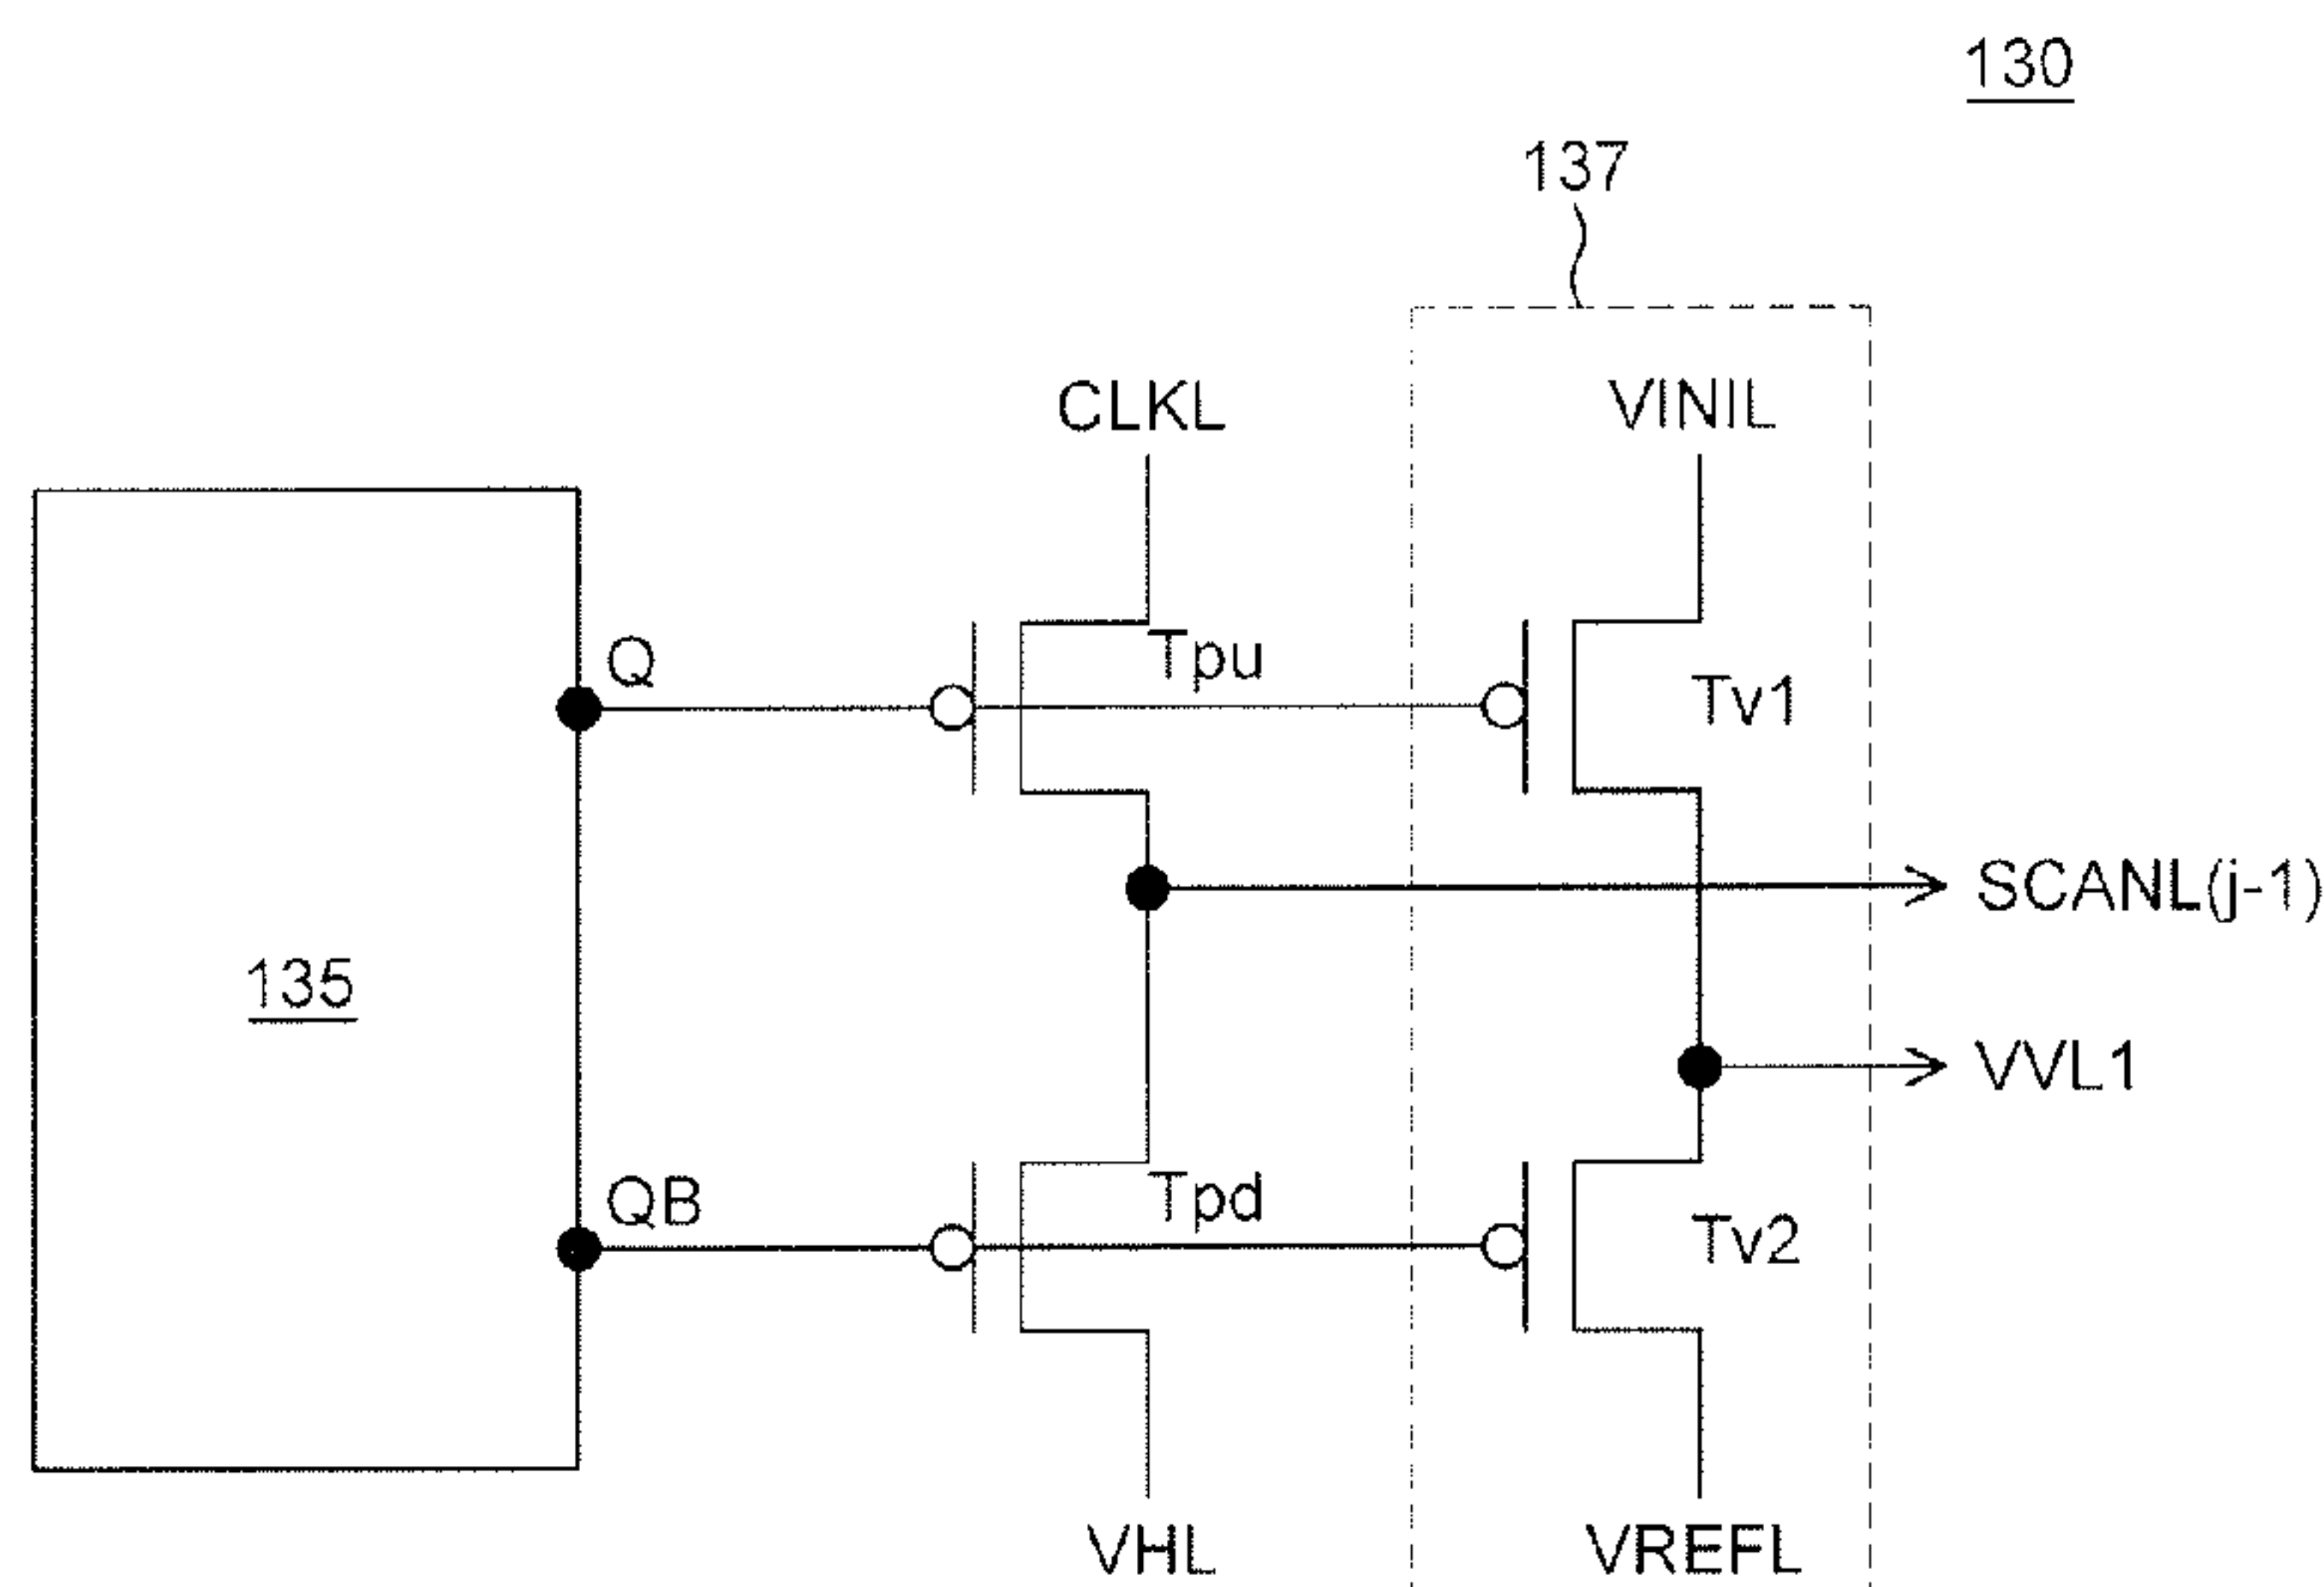 130
137
CLKL
VINIL
Q
Tpu
Tv1
SCANL(j-1)
135
VVL1
QB
Tpd
Tv2
VHL
VREFL